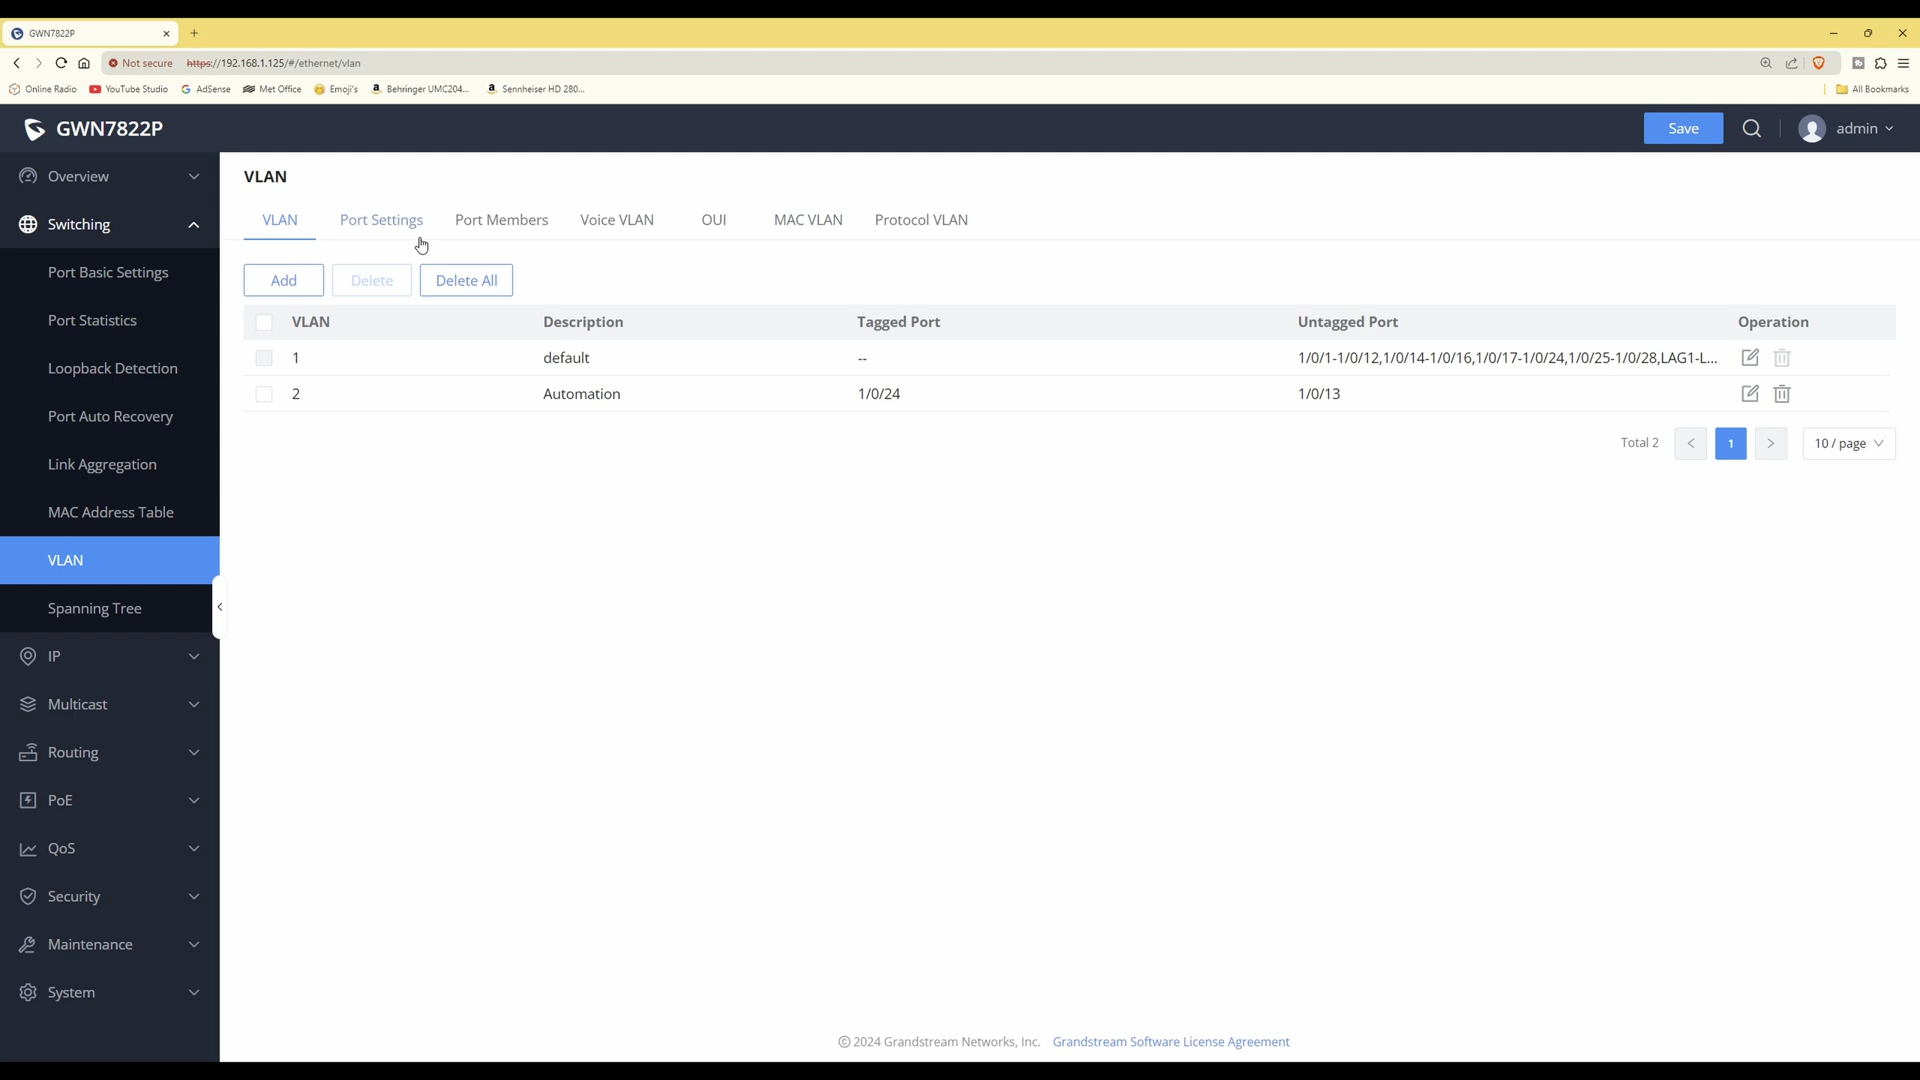 GWN7822P
Not secure https://192.168.1.125/#/ethernet/vlan
Online Radio YouTube Studio AdSense Met Office Emoji's Behringer UMC204... Sennheiser HD 280... All Bookmarks
GWN7822P Save admin
Overview
Switching
Port Basic Settings
Port Statistics
Loopback Detection
Port Auto Recovery
Link Aggregation
MAC Address Table
VLAN
Spanning Tree
IP
Multicast
Routing
PoE
QoS
Security
Maintenance
System
VLAN
VLAN Port Settings Port Members Voice VLAN OUI MAC VLAN Protocol VLAN
Add Delete Delete All
VLAN Description Tagged Port Untagged Port Operation
1 default -- 1/0/1-1/0/12,1/0/14-1/0/16,1/0/17-1/0/24,1/0/25-1/0/28,LAG1-L...
2 Automation 1/0/24 1/0/13
Total 2 < 1 > 10 / page
© 2024 Grandstream Networks, Inc. Grandstream Software License Agreement